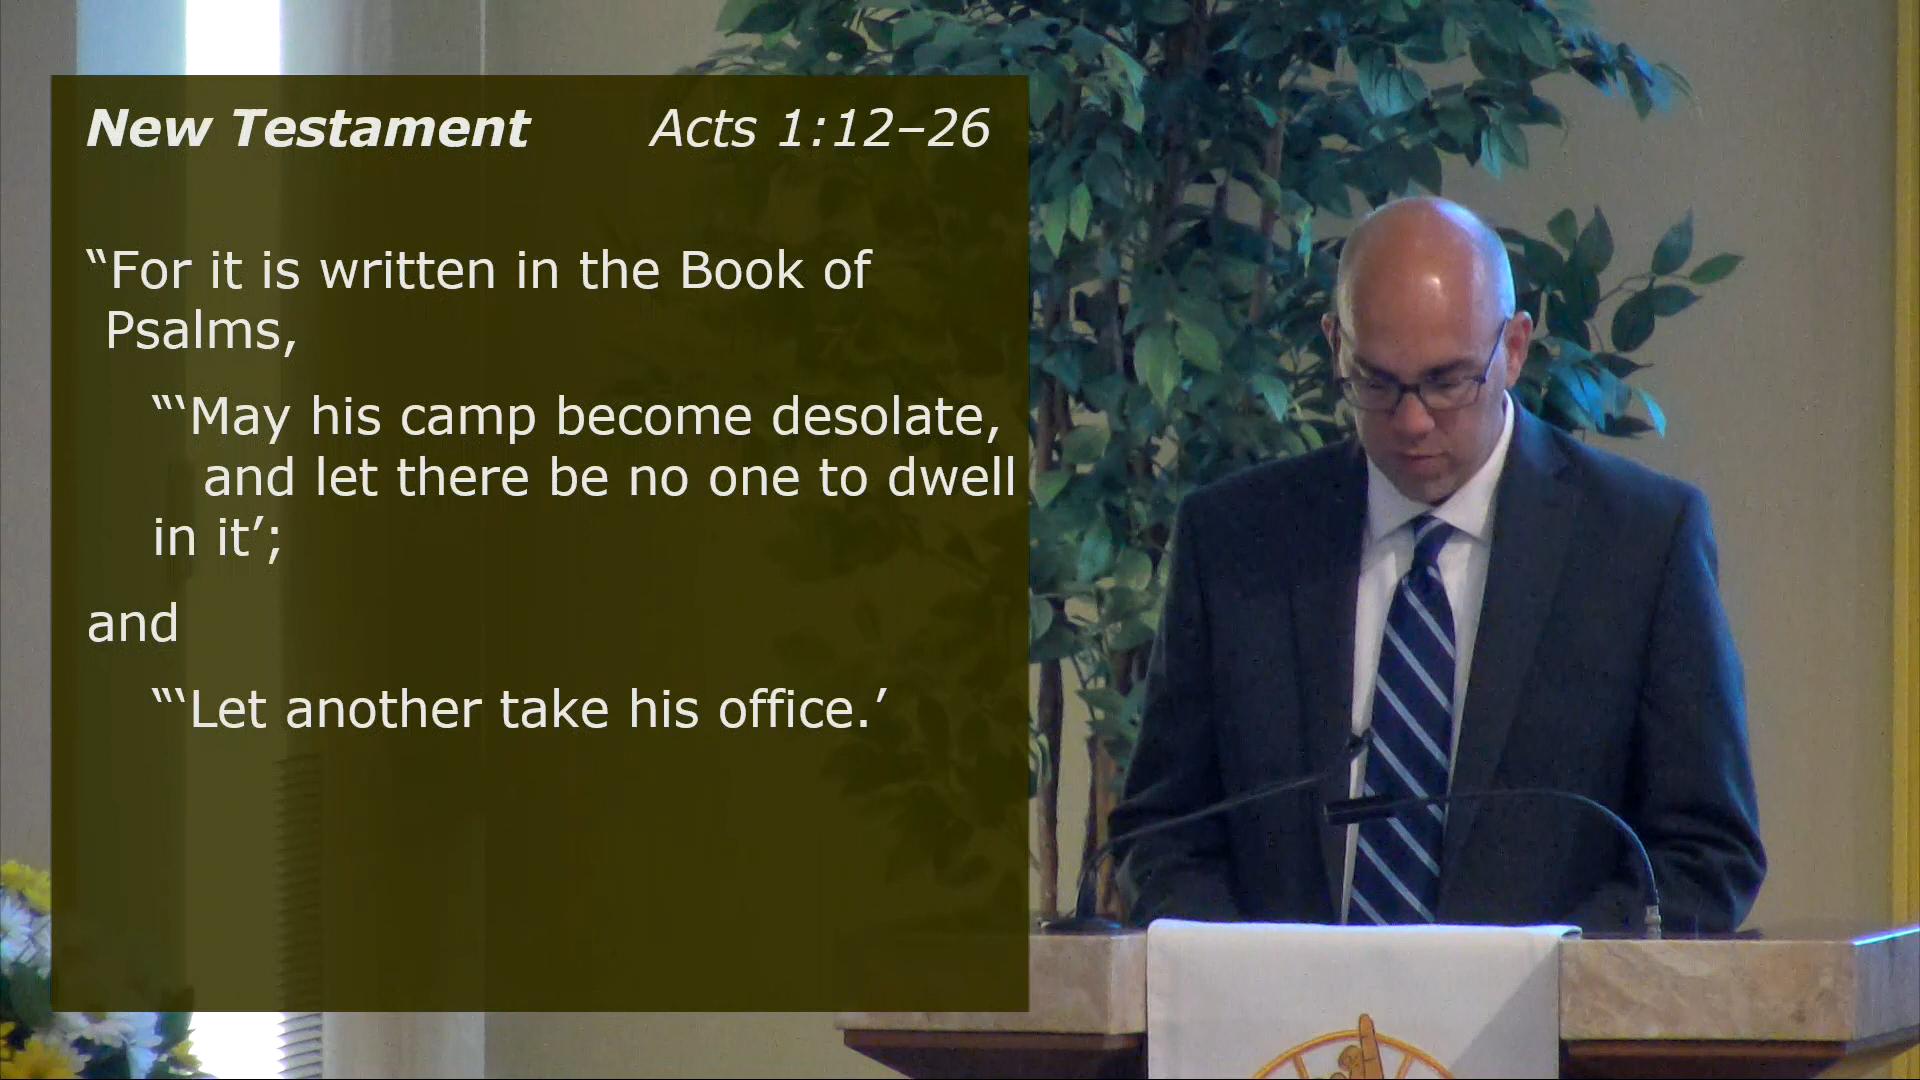 New Testament Acts 1:12–26
“For it is written in the Book of
Psalms,
“‘May his camp become desolate,
and let there be no one to dwell
in it’;
and
“‘Let another take his office.’